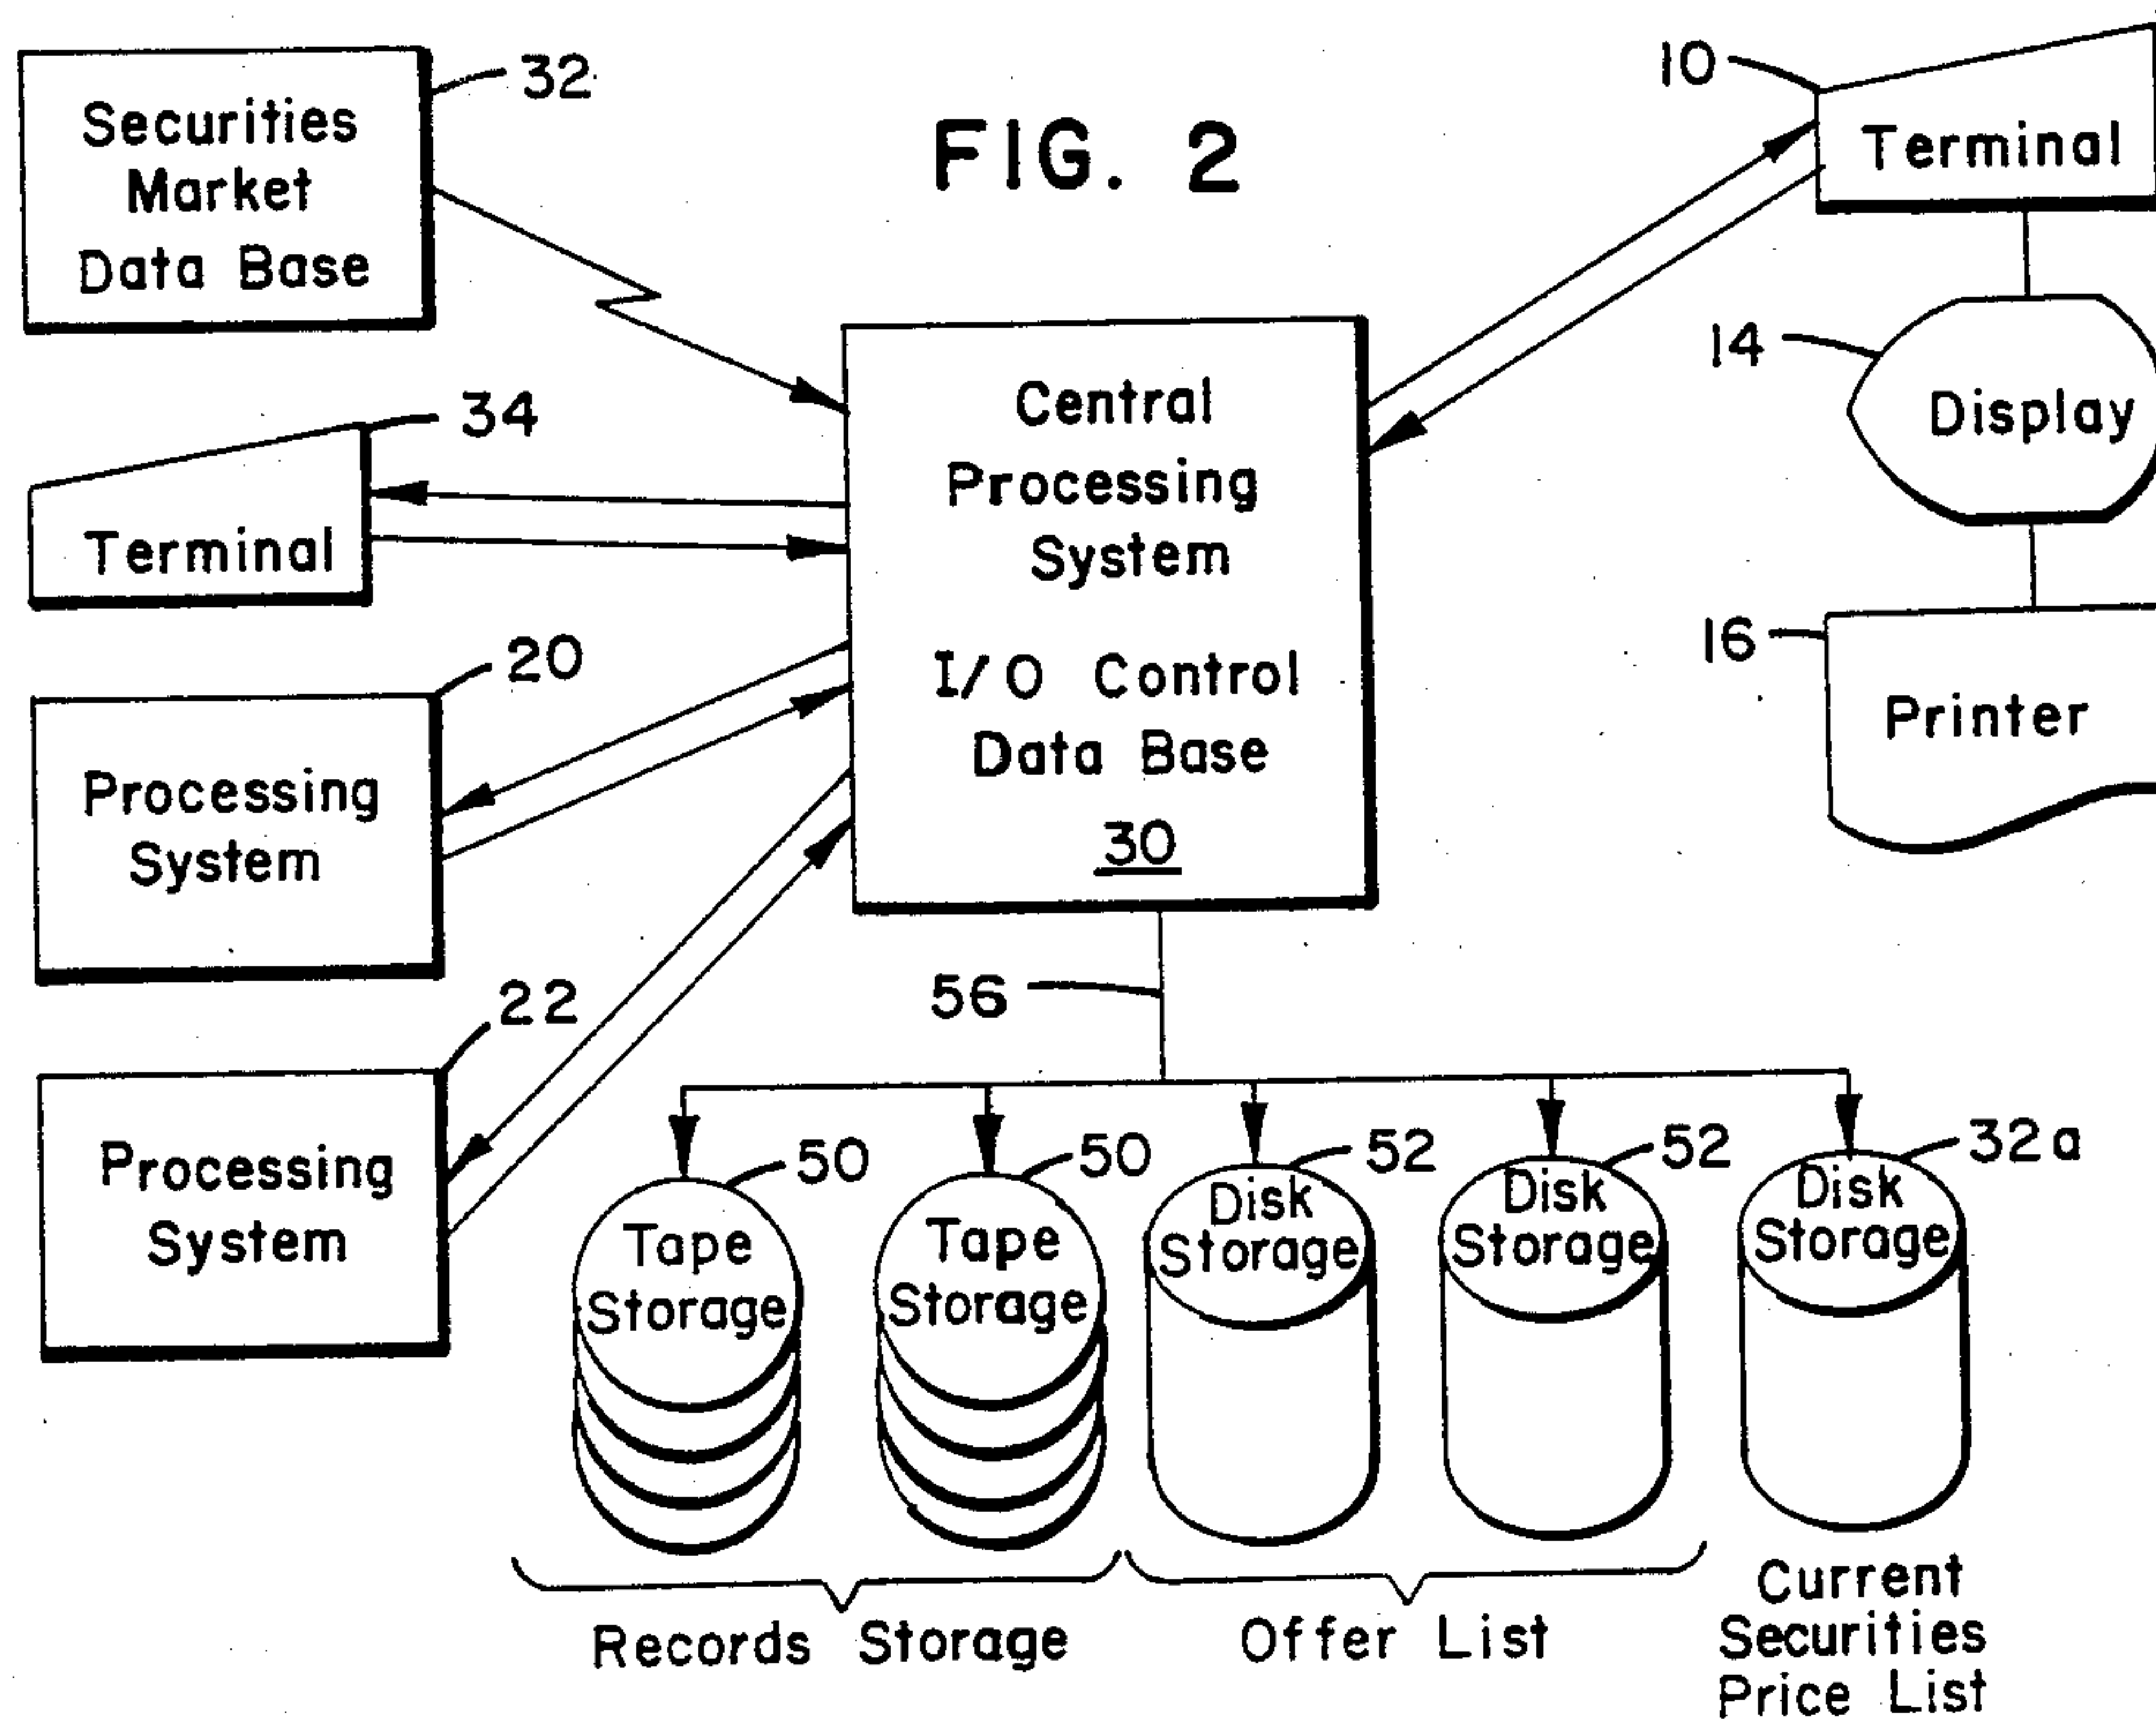 FIG. 2
32
Securities
Market
Data Base
10
Terminal
14
Display
16
Printer
34
Terminal
Central
Processing
System
I/O Control
Data Base
30
20
Processing
System
22
Processing
System
56
50
Tape
Storage
50
Tape
Storage
52
Disk
Storage
52
Disk
Storage
32a
Disk
Storage
Records Storage
Offer List
Current
Securities
Price List